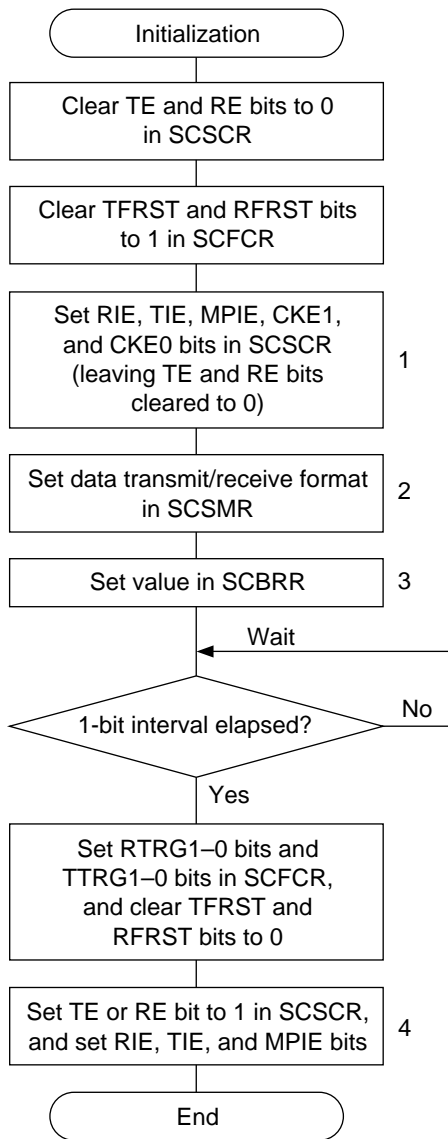 Initialization
Clear TE and RE bits to 0
in SCSCR
Clear TFRST and RFRST bits
to 1 in SCFCR
Set RIE, TIE, MPIE, CKE1,
and CKE0 bits in SCSCR
(leaving TE and RE bits
cleared to 0)
1
Set data transmit/receive format
in SCSMR
2
Set value in SCBRR
3
Wait
1-bit interval elapsed?
No
Yes
Set RTRG1–0 bits and
TTRG1–0 bits in SCFCR,
and clear TFRST and
RFRST bits to 0
Set TE or RE bit to 1 in SCSCR,
and set RIE, TIE, and MPIE bits
4
End